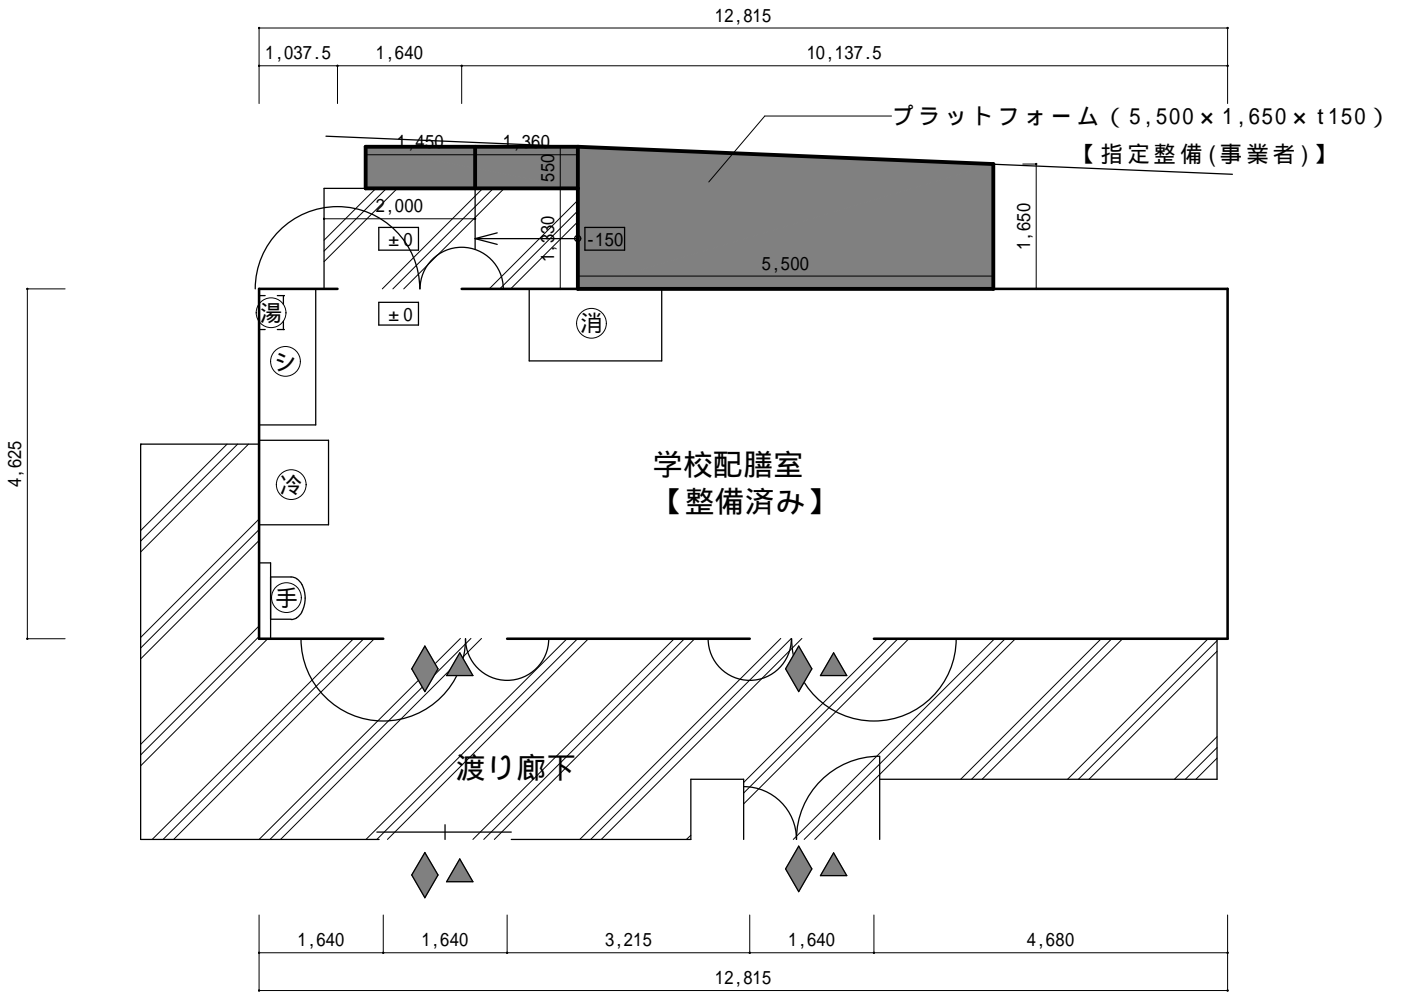 12,815
1,037.5
1,640
10,137.5
プラットフォーム（5,500×1,650×t150）
【指定整備(事業者)】
1,450
1,360
550
2,000
±0
1,330
-150
5,500
1,650
±0
湯
シ
消
冷
手
4,625
学校配膳室
【整備済み】
渡り廊下
1,640
1,640
3,215
1,640
4,680
12,815